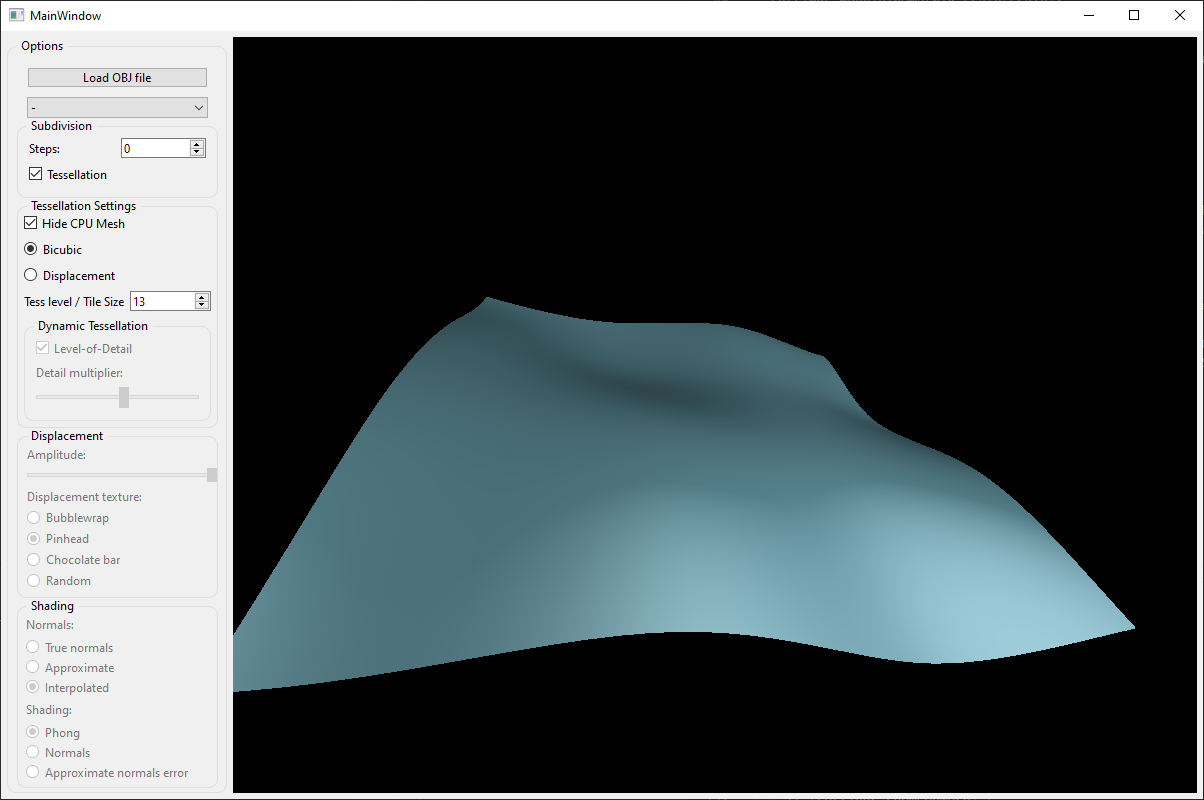 MainWindow
Options
Load OBJ file
-
Subdivision
Steps:
0
Tessellation
Tessellation Settings
Hide CPU Mesh
Bicubic
Displacement
Tess level / Tile Size 13
Dynamic Tessellation
Level-of-Detail
Detail multiplier:
Displacement
Amplitude:
Displacement texture:
Bubblewrap
Pinhead
Chocolate bar
Random
Shading
Normals:
True normals
Approximate
Interpolated
Shading:
Phong
Normals
Approximate normals error